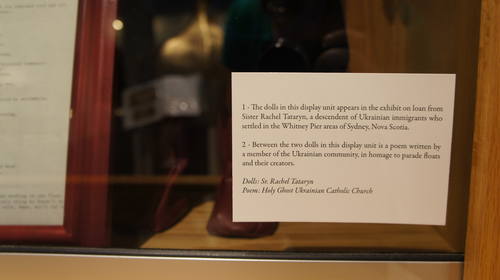 1 - The dolls in this display unit appears in the exhibit on loan from
Sister Rachel Tataryn, a descendent of Ukrainian immigrants who
settled in the Whitney Pier areas of Sydney, Nova Scotia.
2 - Between the two dolls in this display unit is a poem written by
a member of the Ukrainian community, in homage to parade floats
and their creators.
Dolls: Sr. Rachel Tataryn
Poem: Holy Ghost Ukrainian Catholic Church